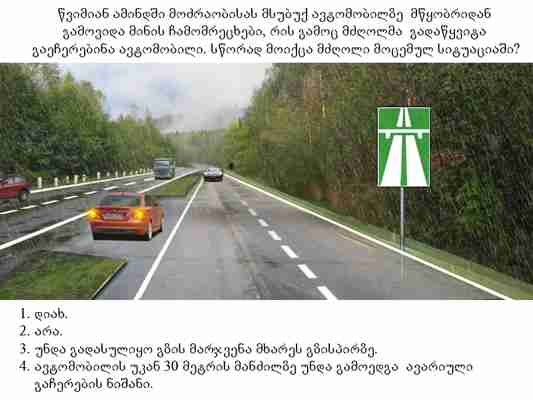 წვიმიან ამინდში მოძრაობისას მსუბუქ ავტომობილზე მწყობრიდან
გამოვიდა მინის ჩამომრეცხები, რის გამოც მძღოლმა გადაწყვიტა
გაეჩერებინა ავტომობილი. სწორად მოიქცა მძღოლი მოცემულ სიტუაციაში?
1. დიახ.
2. არა.
3. უნდა გადასულიყო გზის მარჯვენა მხარეს გზისპირზე.
4. ავტომობილის უკან 30 მეტრის მანძილზე უნდა გამოედგა ავარიული
გაჩერების ნიშანი.